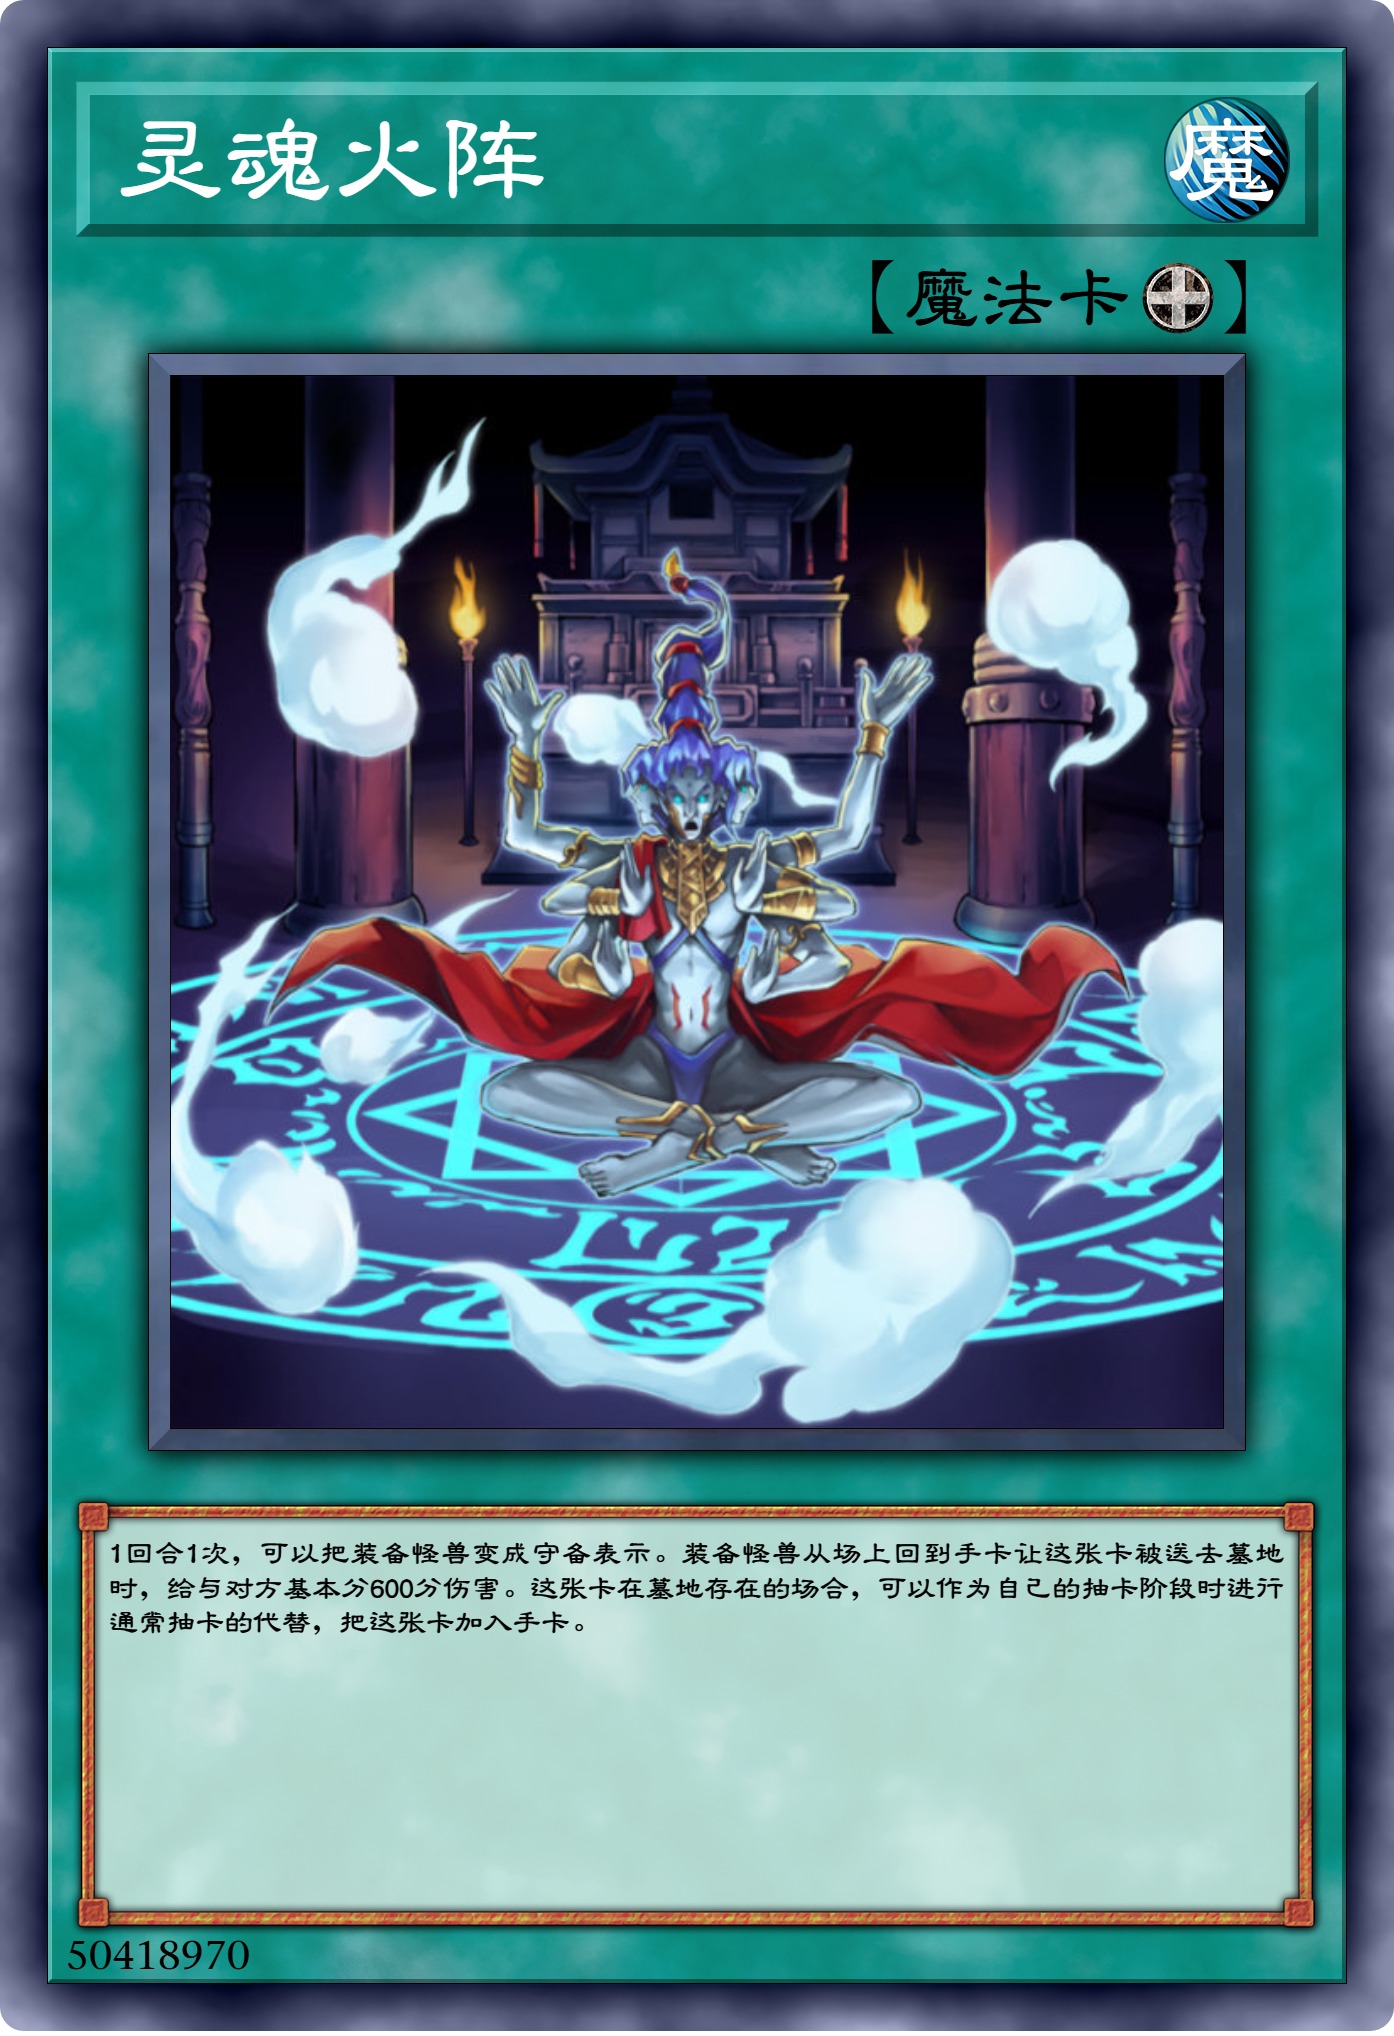 灵魂火阵
魔
【魔法卡】
1回合1次，可以把装备怪兽变成守备表示。装备怪兽从场上回到手卡让这张卡被送去墓地
时，给与对方基本分600分伤害。这张卡在墓地存在的场合，可以作为自己的抽卡阶段时进行
通常抽卡的代替，把这张卡加入手卡。
50418970